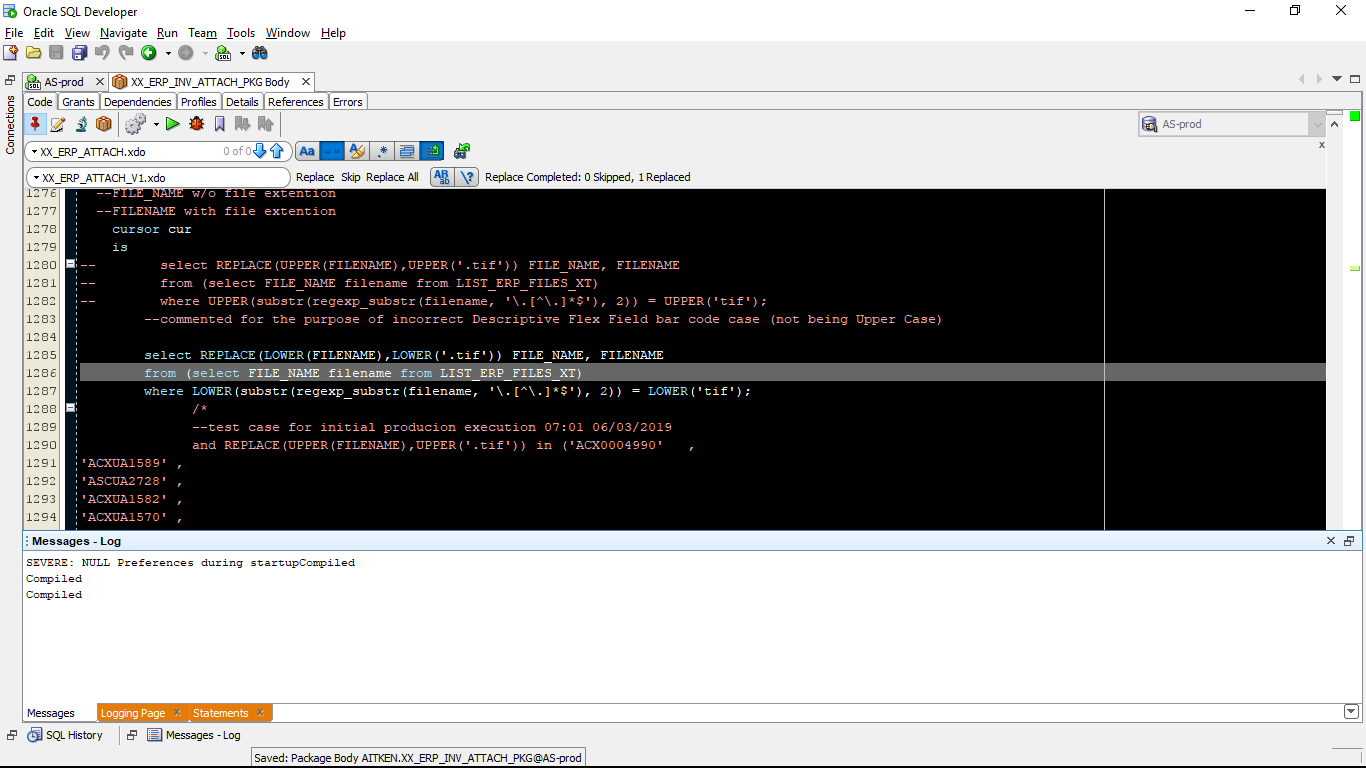 Oracle SQL Developer
File Edit View Navigate Run Team Tools Window Help
AS-prod XX_ERP_INV_ATTACH_PKG Body
Code Grants Dependencies Profiles Details References Errors
AS-prod
XX_ERP_ATTACH.xdo 0 of 0 Aa
XX_ERP_ATTACH_V1.xdo Replace Skip Replace All Replace Completed: 0 Skipped, 1 Replaced
Connections
1276 --FILE_NAME w/o file extention
1277 --FILENAME with file extention
1278 cursor cur
1279 is
1280 -- select REPLACE(UPPER(FILENAME),UPPER('.tif')) FILE_NAME, FILENAME
1281 -- from (select FILE_NAME filename from LIST_ERP_FILES_XT)
1282 -- where UPPER(substr(regexp_substr(filename, '\.[^\.]*$'), 2)) = UPPER('tif');
1283 --commented for the purpose of incorrect Descriptive Flex Field bar code case (not being Upper Case)
1284
1285 select REPLACE(LOWER(FILENAME),LOWER('.tif')) FILE_NAME, FILENAME
1286 from (select FILE_NAME filename from LIST_ERP_FILES_XT)
1287 where LOWER(substr(regexp_substr(filename, '\.[^\.]*$'), 2)) = LOWER('tif');
1288 /*
1289 --test case for initial producion execution 07:01 06/03/2019
1290 and REPLACE(UPPER(FILENAME),UPPER('.tif')) in ('ACX0004990' ,
1291 'ACXUA1589' ,
1292 'ASCUA2728' ,
1293 'ACXUA1582' ,
1294 'ACXUA1570' ,
Messages - Log
SEVERE: NULL Preferences during startupCompiled
Compiled
Compiled
Messages Logging Page Statements
SQL History Messages - Log
Saved: Package Body AITKEN.XX_ERP_INV_ATTACH_PKG@AS-prod